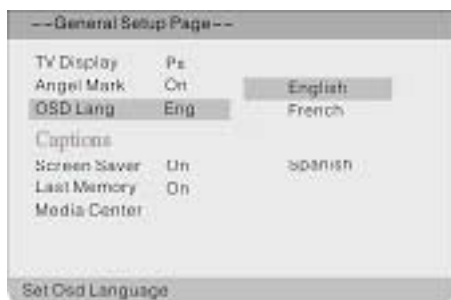 --General Setup Page--
TV Display Ps
Angel Mark On
English
OSD Lang Eng
French
Captions
Screen Saver On
Spanish
Last Memory On
Media Center
Set Osd Language